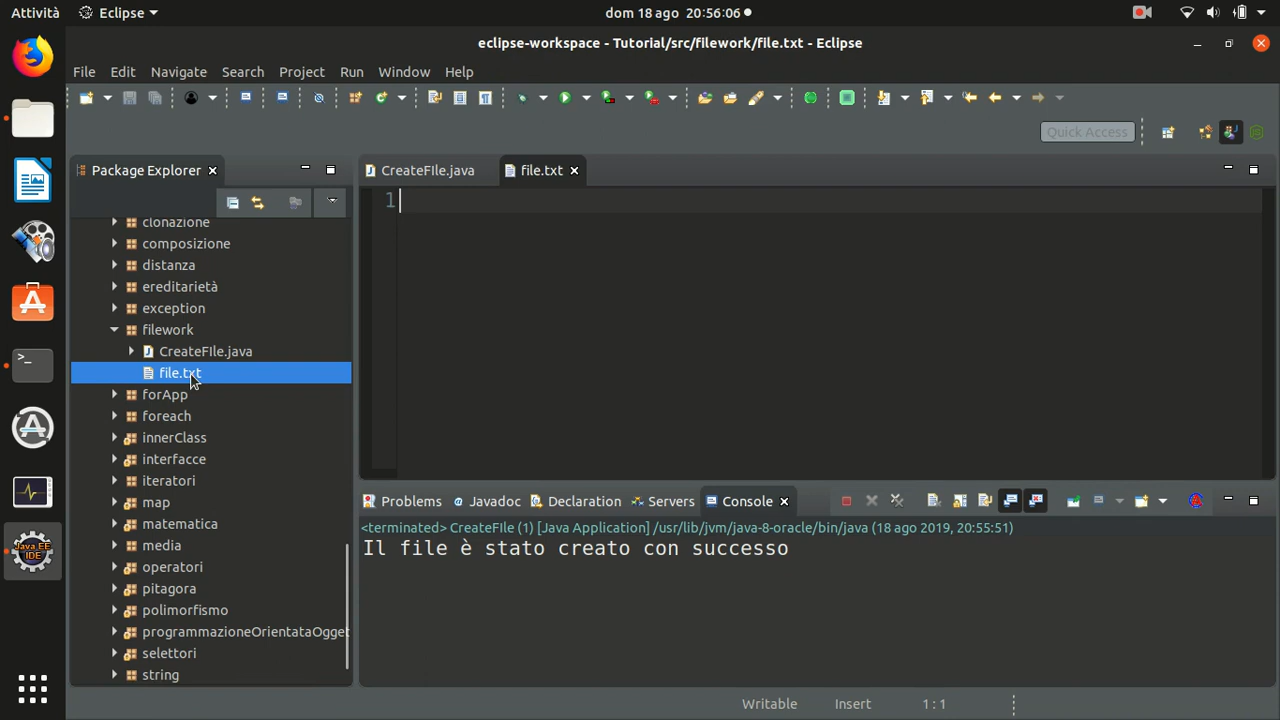 Attività Eclipse dom 18 ago 20:56:06
eclipse-workspace - Tutorial/src/filework/file.txt - Eclipse
File Edit Navigate Search Project Run Window Help
Quick Access
Package Explorer
clonazione
composizione
distanza
ereditarietà
exception
filework
CreateFIle.java
file.txt
forApp
foreach
innerClass
interfacce
iteratori
map
matematica
media
operatori
pitagora
polimorfismo
programmazioneOrientataOgget
selettori
string
CreateFIle.java file.txt
1
Problems @ Javadoc Declaration Servers Console
<terminated> CreateFIle (1) [Java Application] /usr/lib/jvm/java-8-oracle/bin/java (18 ago 2019, 20:55:51)
Il file è stato creato con successo
Writable Insert 1 : 1
Java EE
IDE